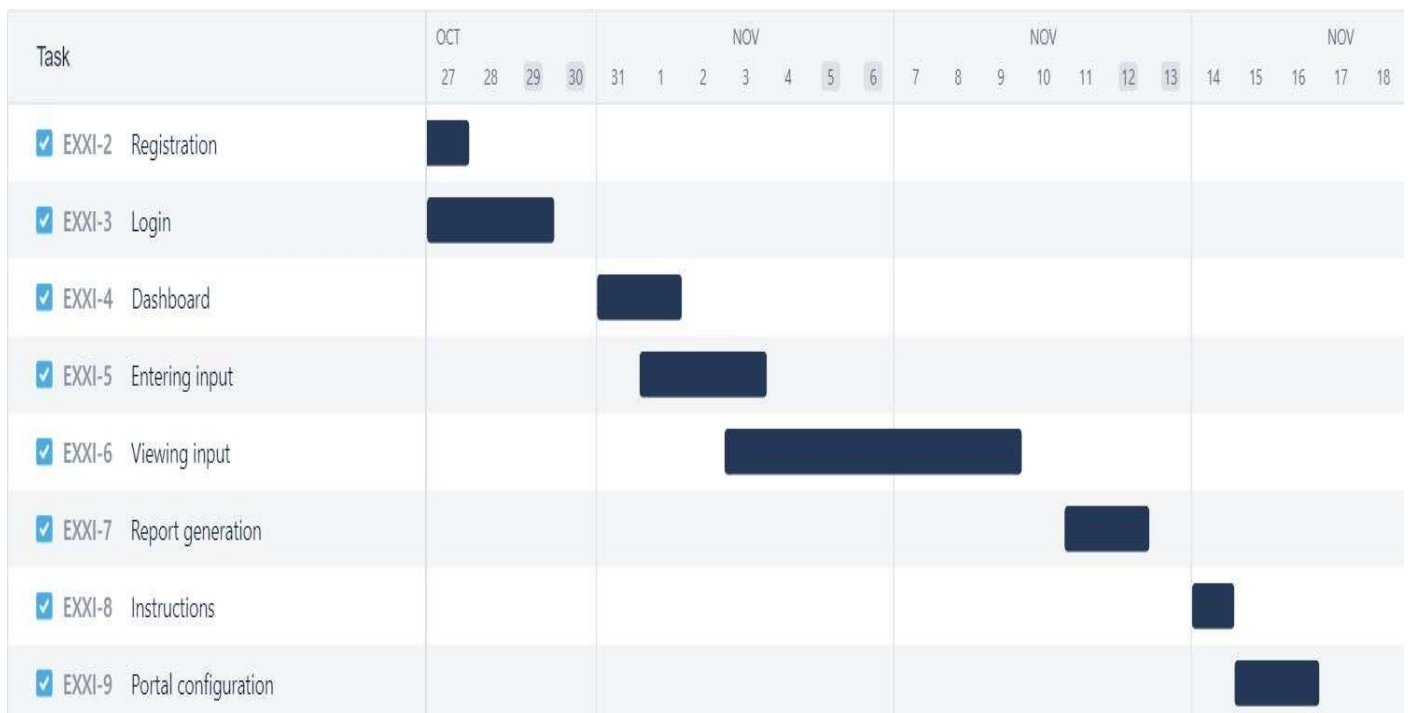 Task
OCT NOV NOV NOV
27 28 29 30 31 1 2 3 4 5 6 7 8 9 10 11 12 13 14 15 16 17 18
EXXI-2 Registration
EXXI-3 Login
EXXI-4 Dashboard
EXXI-5 Entering input
EXXI-6 Viewing input
EXXI-7 Report generation
EXXI-8 Instructions
EXXI-9 Portal configuration